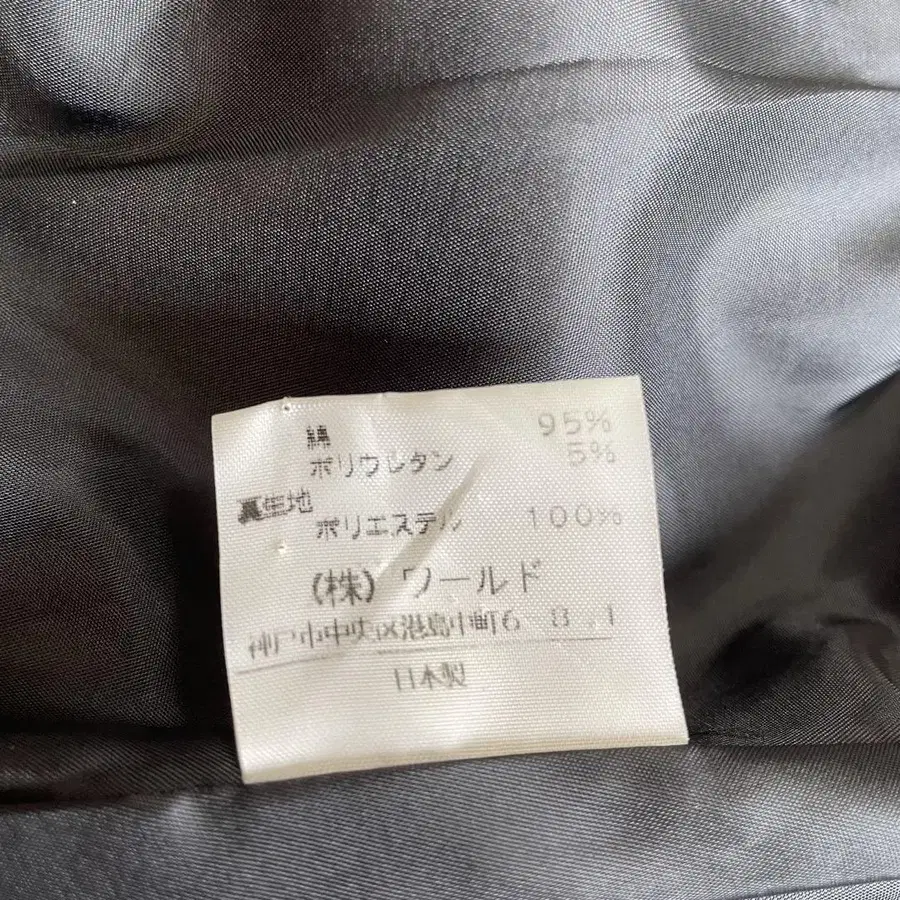 綿 95%
ポリウレタン 5%
裏生地
ポリエステル 100%
(株) ワールド
神戸市中央区港島中町6 8 1
日本製